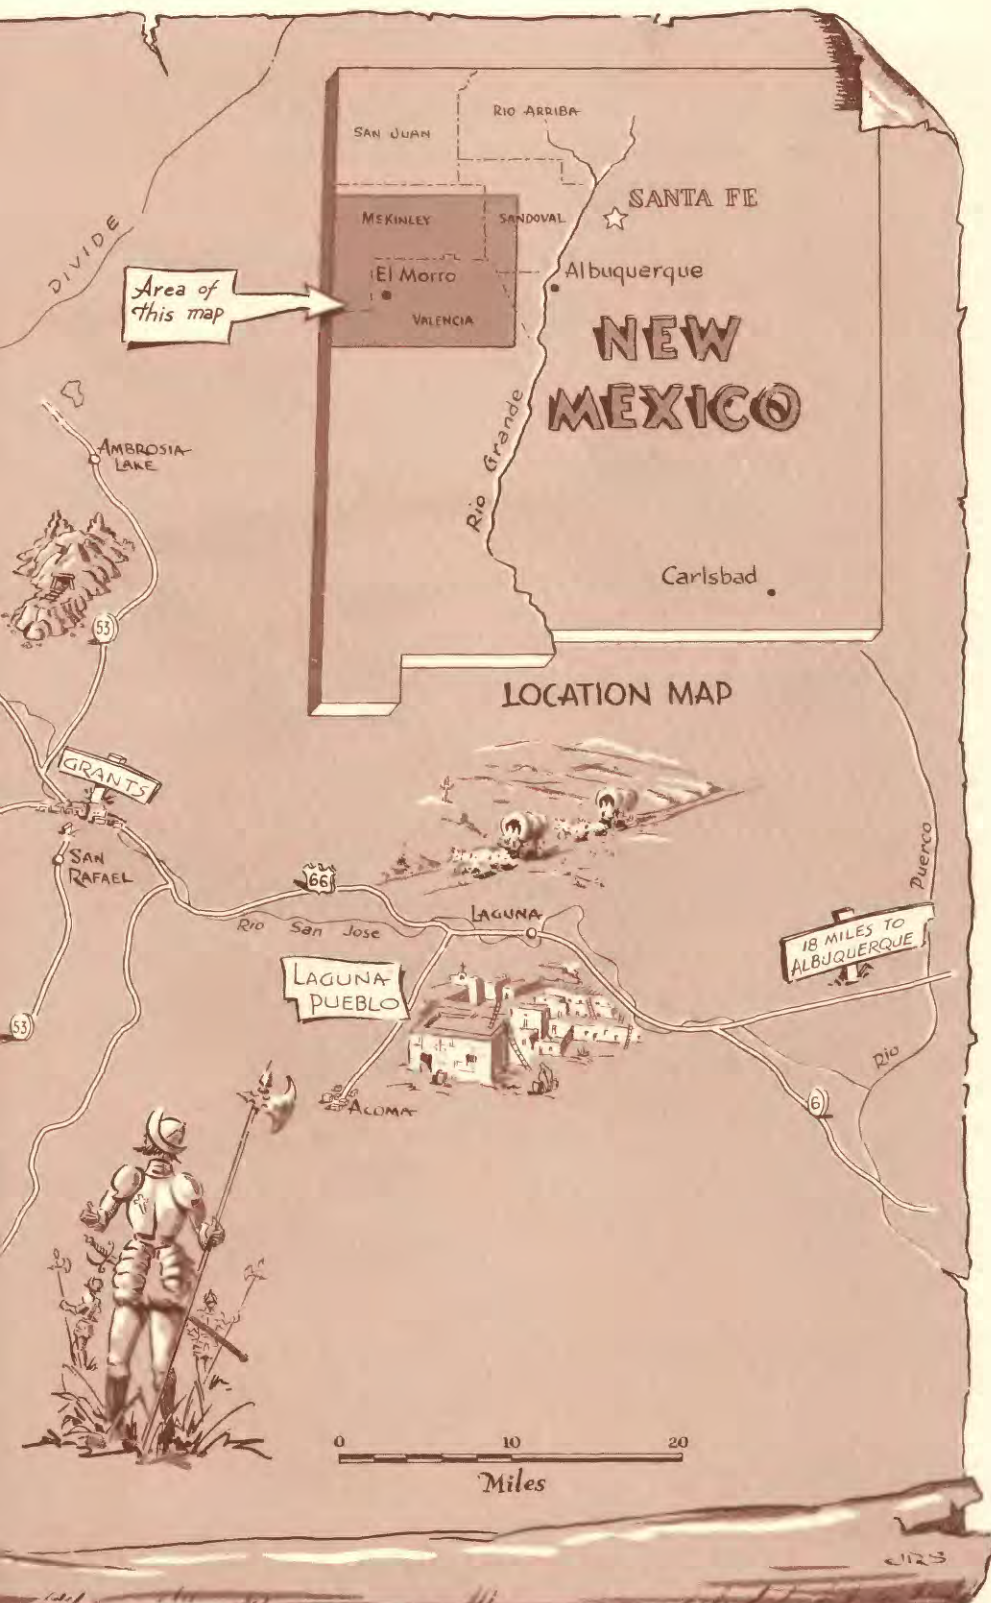 RIO ARRIBA
SAN JUAN
SANTA FE
McKINLEY
SANDOVAL
DIVIDE
El Morro
Albuquerque
Area of
this map
VALENCIA
NEW
MEXICO
Rio Grande
AMBROSIA
LAKE
Carlsbad
53
LOCATION MAP
GRANTS
SAN
RAFAEL
66
Rio Puerco
LAGUNA
Rio San Jose
18 MILES TO
ALBUQUERQUE
LAGUNA
PUEBLO
53
6
ACOMA
0 10 20
Miles